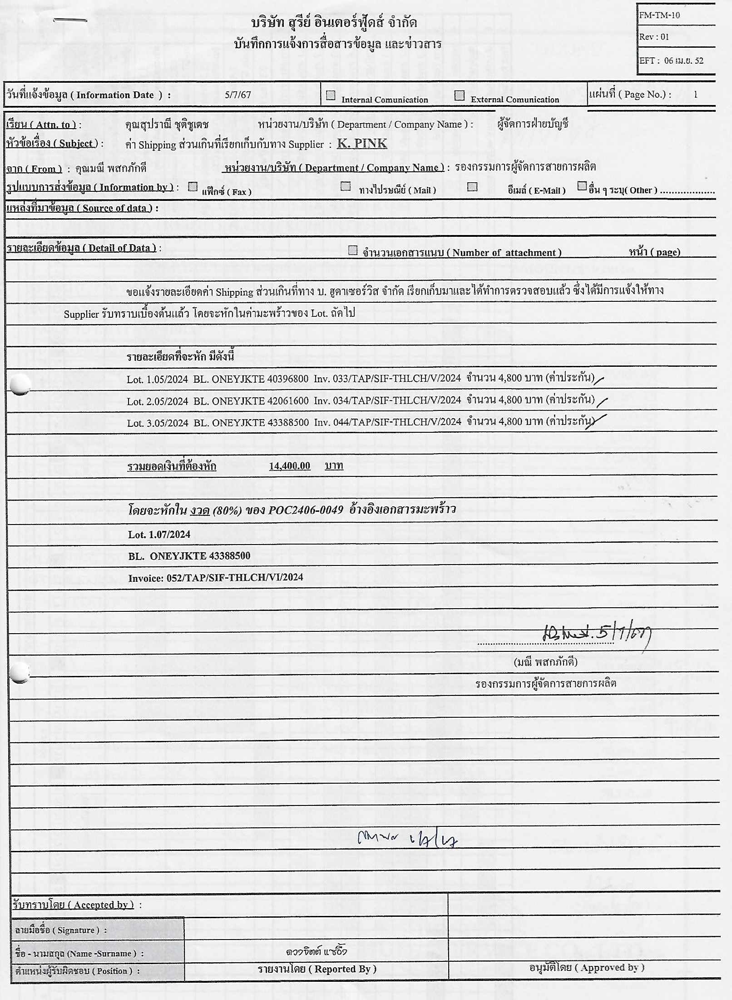 FM-TM-10
Rev : 01
EFT : 06 เม.ย. 52
บริษัท สุรีย์ อินเตอร์ฟู้ดส์ จำกัด
บันทึกการแจ้งการสื่อสารข้อมูล และข่าวสาร
วันที่แจ้งข้อมูล ( Information Date ) : 5/7/67 Internal Comunication External Comunication แผ่นที่ ( Page No.) : 1
เรียน ( Attn. to ) : คุณสุปราณี ชุติชูเดช หน่วยงาน/บริษัท ( Department / Company Name ) : ผู้จัดการฝ่ายบัญชี
หัวข้อเรื่อง ( Subject ) : ค่า Shipping ส่วนเกินที่เรียกเก็บกับทาง Supplier : K. PINK
จาก ( From ) : คุณมณี พสกภักดี หน่วยงาน/บริษัท ( Department / Company Name ) : รองกรรมการผู้จัดการสายการผลิต
รูปแบบการส่งข้อมูล ( Information by ) : แฟ๊กซ์ ( Fax ) ทางไปรษณีย์ ( Mail ) อีเมล์ ( E-Mail ) อื่น ๆ ระบุ( Other ) ...................
แหล่งที่มาข้อมูล ( Source of data ) :
รายละเอียดข้อมูล ( Detail of Data ) : จำนวนเอกสารแนบ ( Number of attachment ) หน้า ( page)
ขอแจ้งรายละเอียดค่า Shipping ส่วนเกินที่ทาง บ. ฮูดาเซอร์วิส จำกัด เรียกเก็บมาและได้ทำการตรวจสอบแล้ว ซึ่งได้มีการแจ้งให้ทาง
Supplier รับทราบเบื้องต้นแล้ว โดยจะหักในค่ามะพร้าวของ Lot. ถัดไป
รายละเอียดที่จะหัก มีดังนี้
Lot. 1.05/2024 BL. ONEYJKTE 40396800 Inv. 033/TAP/SIF-THLCH/V/2024 จำนวน 4,800 บาท (ค่าประกัน)
Lot. 2.05/2024 BL. ONEYJKTE 42061600 Inv. 034/TAP/SIF-THLCH/V/2024 จำนวน 4,800 บาท (ค่าประกัน)
Lot. 3.05/2024 BL. ONEYJKTE 43388500 Inv. 044/TAP/SIF-THLCH/V/2024 จำนวน 4,800 บาท (ค่าประกัน)
รวมยอดเงินที่ต้องหัก 14,400.00 บาท
โดยจะหักใน งวด (80%) ของ POC2406-0049 อ้างอิงเอกสารมะพร้าว
Lot. 1.07/2024
BL. ONEYJKTE 43388500
Invoice: 052/TAP/SIF-THLCH/VI/2024
5/7/67
(มณี พสกภักดี)
รองกรรมการผู้จัดการสายการผลิต
รับทราบโดย ( Accepted by ) :
ลายมือชื่อ ( Signature ) :
ชื่อ - นามสกุล (Name -Surname ) : ดวงจิตต์ แซ่อึ้ง
ตำแหน่งผู้รับผิดชอบ ( Position ) : รายงานโดย ( Reported By ) อนุมัติโดย ( Approved by )